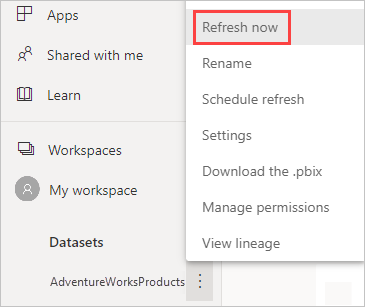 Apps
Shared with me
Learn
Workspaces
My workspace
Datasets
AdventureWorksProducts
Refresh now
Rename
Schedule refresh
Settings
Download the .pbix
Manage permissions
View lineage